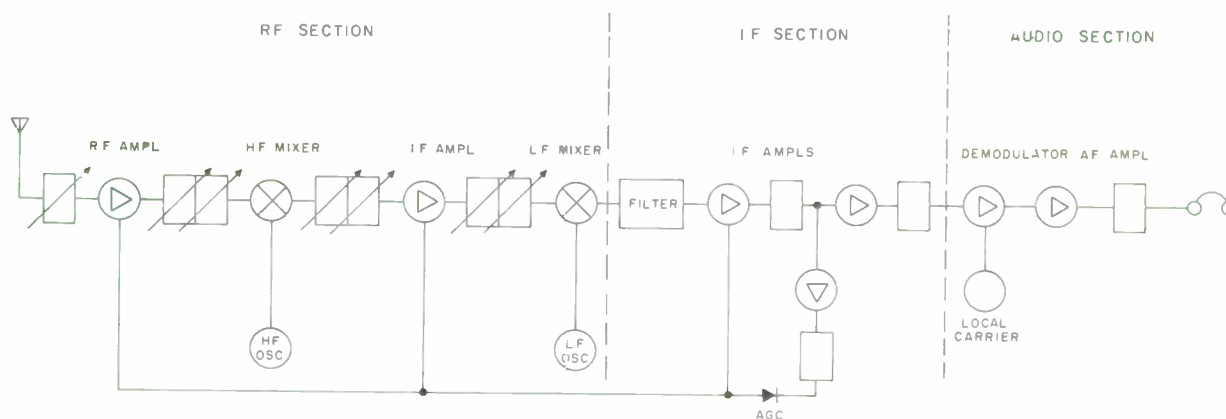 RF SECTION
IF SECTION
AUDIO SECTION
RF AMPL
HF MIXER
IF AMPL
LF MIXER
IF AMPLS
DEMODULATOR AF AMPL
FILTER
HF
OSC
LF
OSC
LOCAL
CARRIER
AGC